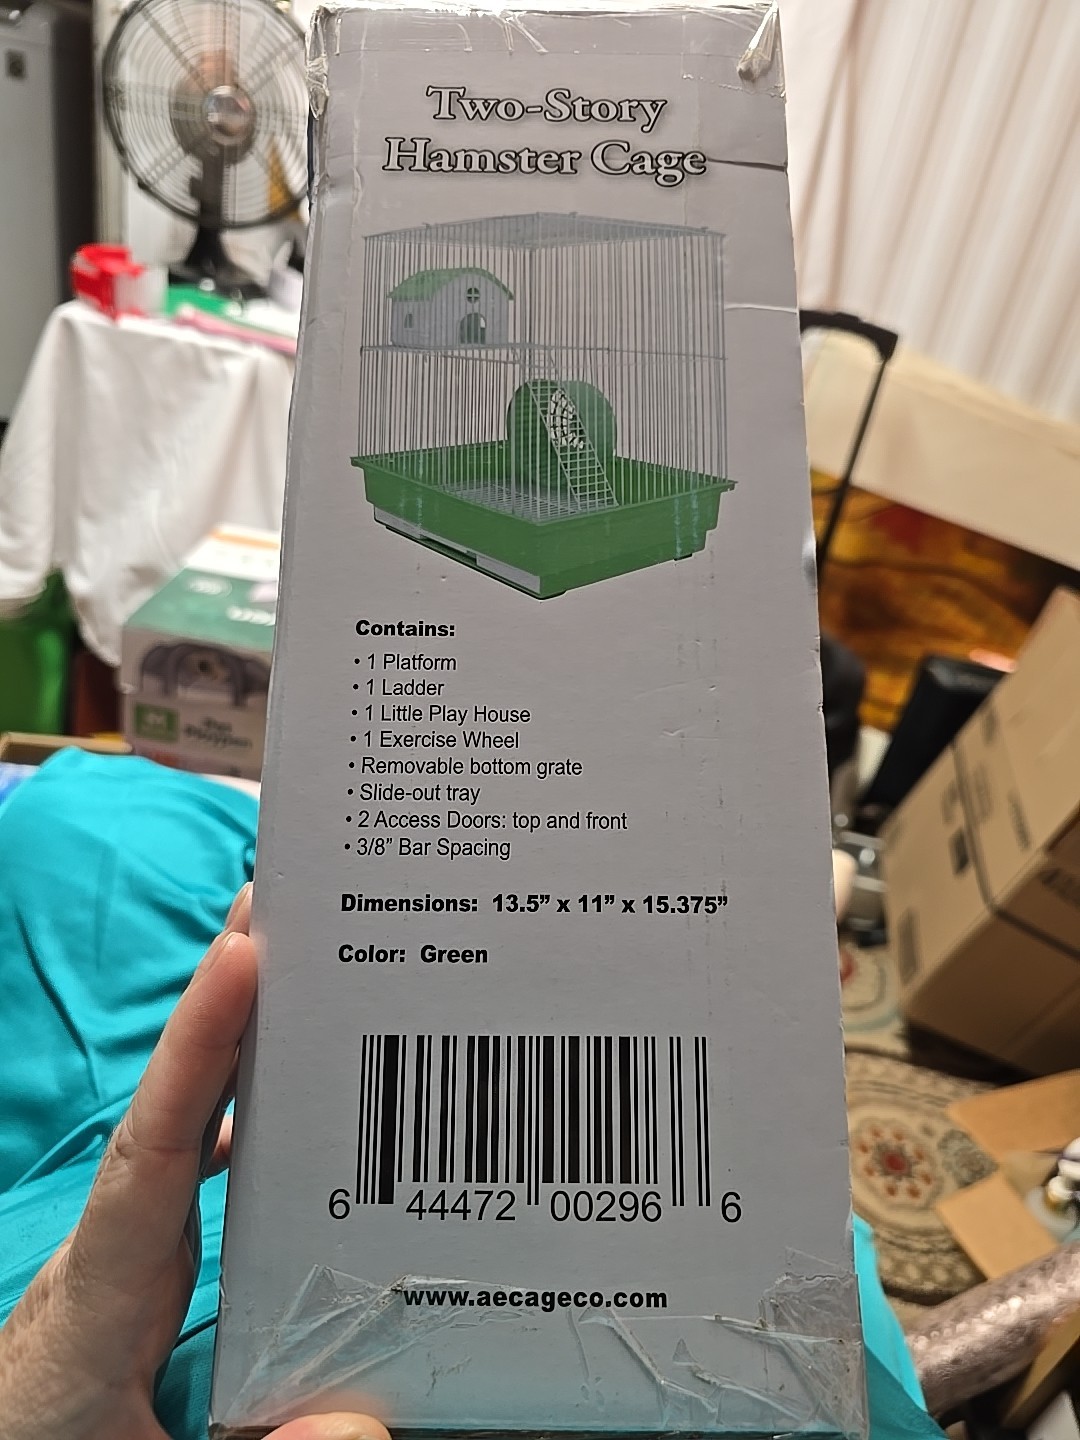 Two-Story
Hamster Cage
Contains:
• 1 Platform
• 1 Ladder
• 1 Little Play House
• 1 Exercise Wheel
• Removable bottom grate
• Slide-out tray
• 2 Access Doors: top and front
• 3/8” Bar Spacing
Dimensions: 13.5” x 11” x 15.375”
Color: Green
6 44472 00296 6
www.aecageco.com
Pet
Playpen